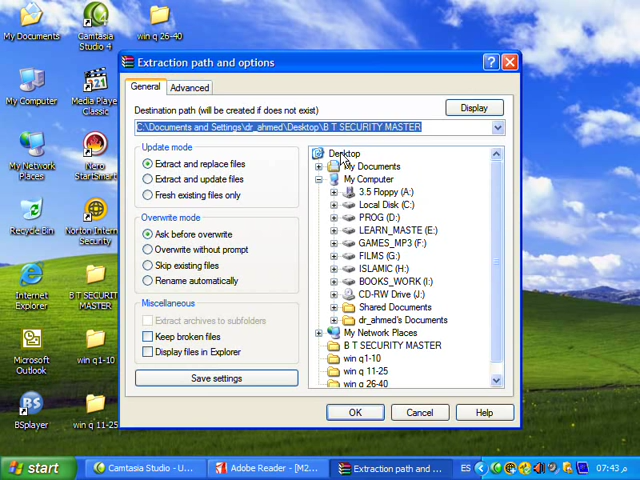 My Documents
Camtasia Studio 4
win q 26-40
My Computer
Media Player Classic
My Network Places
Nero StartSmart
Recycle Bin
Norton Intern
Security
Internet Explorer
B T SECURITY MASTER
Microsoft Outlook
win q1-10
BSplayer
win q 11-25
Extraction path and options
General
Advanced
Destination path (will be created if does not exist)
Display
C:\Documents and Settings\dr_ahmed\Desktop\B T SECURITY MASTER
Update mode
Extract and replace files
Extract and update files
Fresh existing files only
Overwrite mode
Ask before overwrite
Overwrite without prompt
Skip existing files
Rename automatically
Miscellaneous
Extract archives to subfolders
Keep broken files
Display files in Explorer
Save settings
Desktop
My Documents
My Computer
3.5 Floppy (A:)
Local Disk (C:)
PROG (D:)
LEARN_MASTE (E:)
GAMES_MP3 (F:)
FILMS (G:)
ISLAMIC (H:)
BOOKS_WORK (I:)
CD-RW Drive (J:)
Shared Documents
dr_ahmed's Documents
My Network Places
B T SECURITY MASTER
win q1-10
win q 11-25
win q 26-40
OK
Cancel
Help
start
Camtasia Studio - U...
Adobe Reader - [M2...
Extraction path and ...
ES
07:43 م